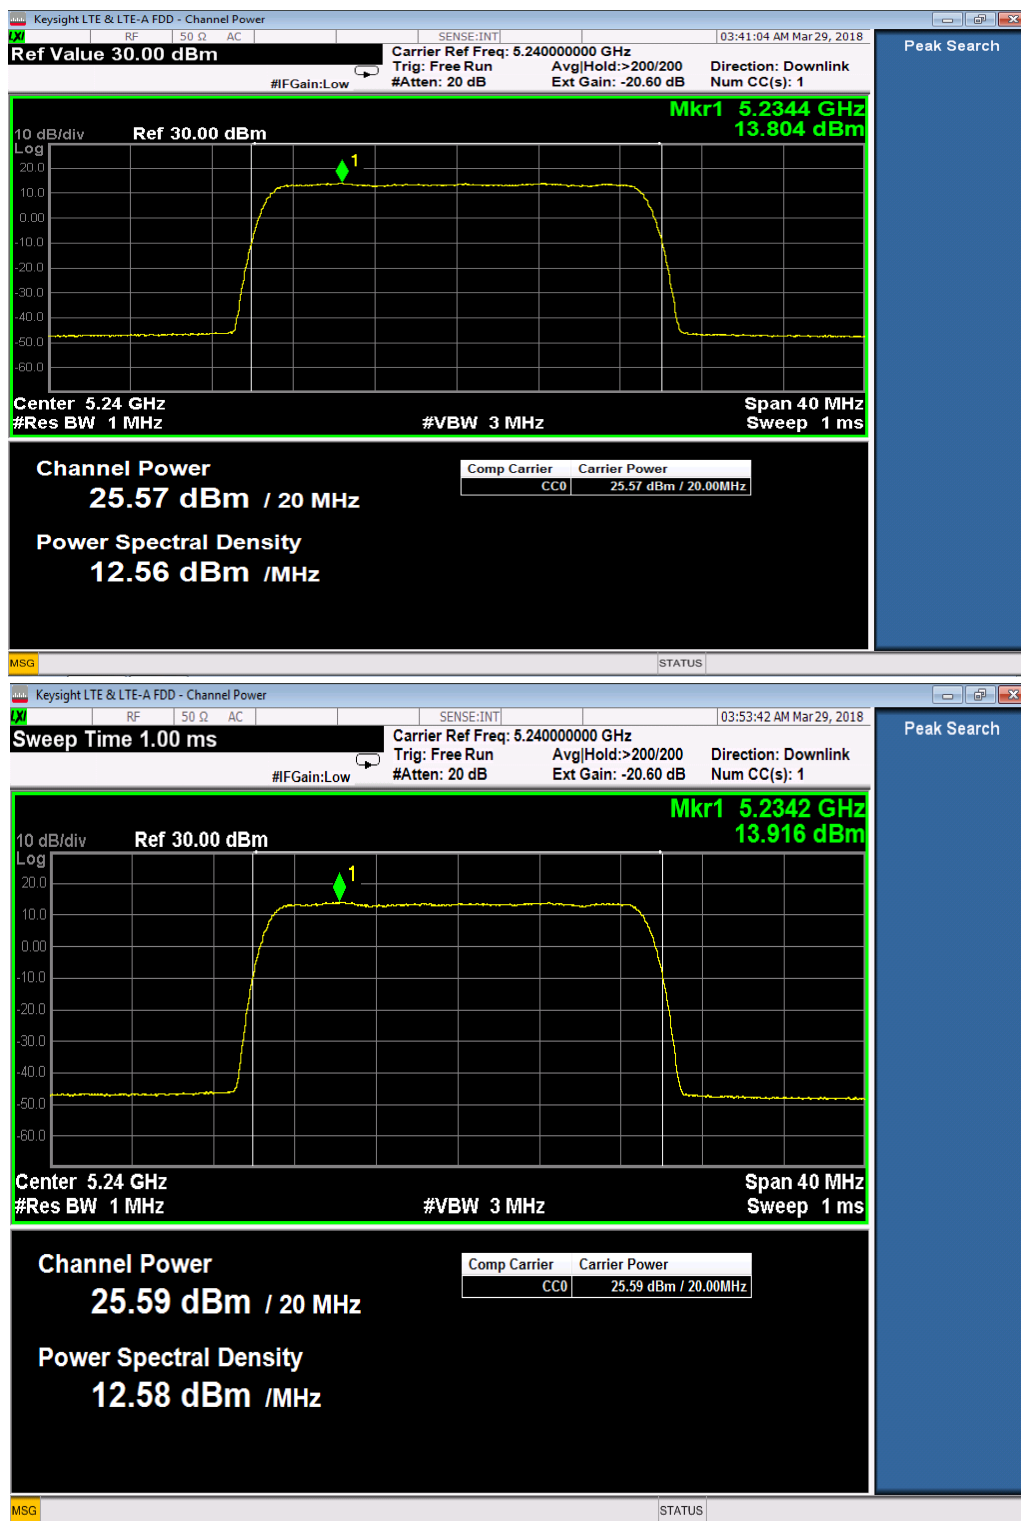 Keysight LTE & LTE-A FDD - Channel Power
LXI RF 50 Ω AC SENSE:INT 03:41:04 AM Mar 29, 2018
Ref Value 30.00 dBm
Carrier Ref Freq: 5.240000000 GHz
Trig: Free Run Avg|Hold:>200/200 Direction: Downlink
#IFGain:Low #Atten: 20 dB Ext Gain: -20.60 dB Num CC(s): 1
Peak Search
Mkr1 5.2344 GHz
13.804 dBm
10 dB/div Ref 30.00 dBm
Log
1
20.0
10.0
0.00
-10.0
-20.0
-30.0
-40.0
-50.0
-60.0
Center 5.24 GHz Span 40 MHz
#Res BW 1 MHz #VBW 3 MHz Sweep 1 ms
Channel Power
25.57 dBm / 20 MHz
Comp Carrier Carrier Power
CC0 25.57 dBm / 20.00MHz
Power Spectral Density
12.56 dBm /MHz
MSG STATUS
Keysight LTE & LTE-A FDD - Channel Power
LXI RF 50 Ω AC SENSE:INT 03:53:42 AM Mar 29, 2018
Sweep Time 1.00 ms
Carrier Ref Freq: 5.240000000 GHz
Trig: Free Run Avg|Hold:>200/200 Direction: Downlink
#IFGain:Low #Atten: 20 dB Ext Gain: -20.60 dB Num CC(s): 1
Peak Search
Mkr1 5.2342 GHz
13.916 dBm
10 dB/div Ref 30.00 dBm
Log
1
20.0
10.0
0.00
-10.0
-20.0
-30.0
-40.0
-50.0
-60.0
Center 5.24 GHz Span 40 MHz
#Res BW 1 MHz #VBW 3 MHz Sweep 1 ms
Channel Power
25.59 dBm / 20 MHz
Comp Carrier Carrier Power
CC0 25.59 dBm / 20.00MHz
Power Spectral Density
12.58 dBm /MHz
MSG STATUS